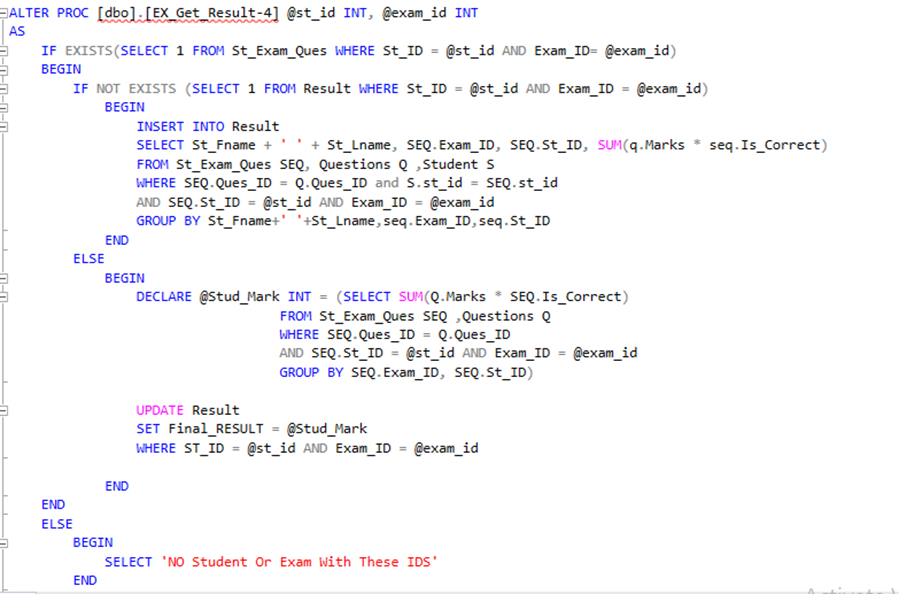 ALTER PROC [dbo].[EX_Get_Result-4] @st_id INT, @exam_id INT
AS
IF EXISTS(SELECT 1 FROM St_Exam_Ques WHERE St_ID = @st_id AND Exam_ID= @exam_id)
BEGIN
IF NOT EXISTS (SELECT 1 FROM Result WHERE St_ID = @st_id AND Exam_ID = @exam_id)
BEGIN
INSERT INTO Result
SELECT St_Fname + ' ' + St_Lname, SEQ.Exam_ID, SEQ.St_ID, SUM(q.Marks * seq.Is_Correct)
FROM St_Exam_Ques SEQ, Questions Q ,Student S
WHERE SEQ.Ques_ID = Q.Ques_ID and S.st_id = SEQ.st_id
AND SEQ.St_ID = @st_id AND Exam_ID = @exam_id
GROUP BY St_Fname+' '+St_Lname,seq.Exam_ID,seq.St_ID
END
ELSE
BEGIN
DECLARE @Stud_Mark INT = (SELECT SUM(Q.Marks * SEQ.Is_Correct)
FROM St_Exam_Ques SEQ ,Questions Q
WHERE SEQ.Ques_ID = Q.Ques_ID
AND SEQ.St_ID = @st_id AND Exam_ID = @exam_id
GROUP BY SEQ.Exam_ID, SEQ.St_ID)
UPDATE Result
SET Final_RESULT = @Stud_Mark
WHERE ST_ID = @st_id AND Exam_ID = @exam_id
END
END
ELSE
BEGIN
SELECT 'NO Student Or Exam With These IDS'
END